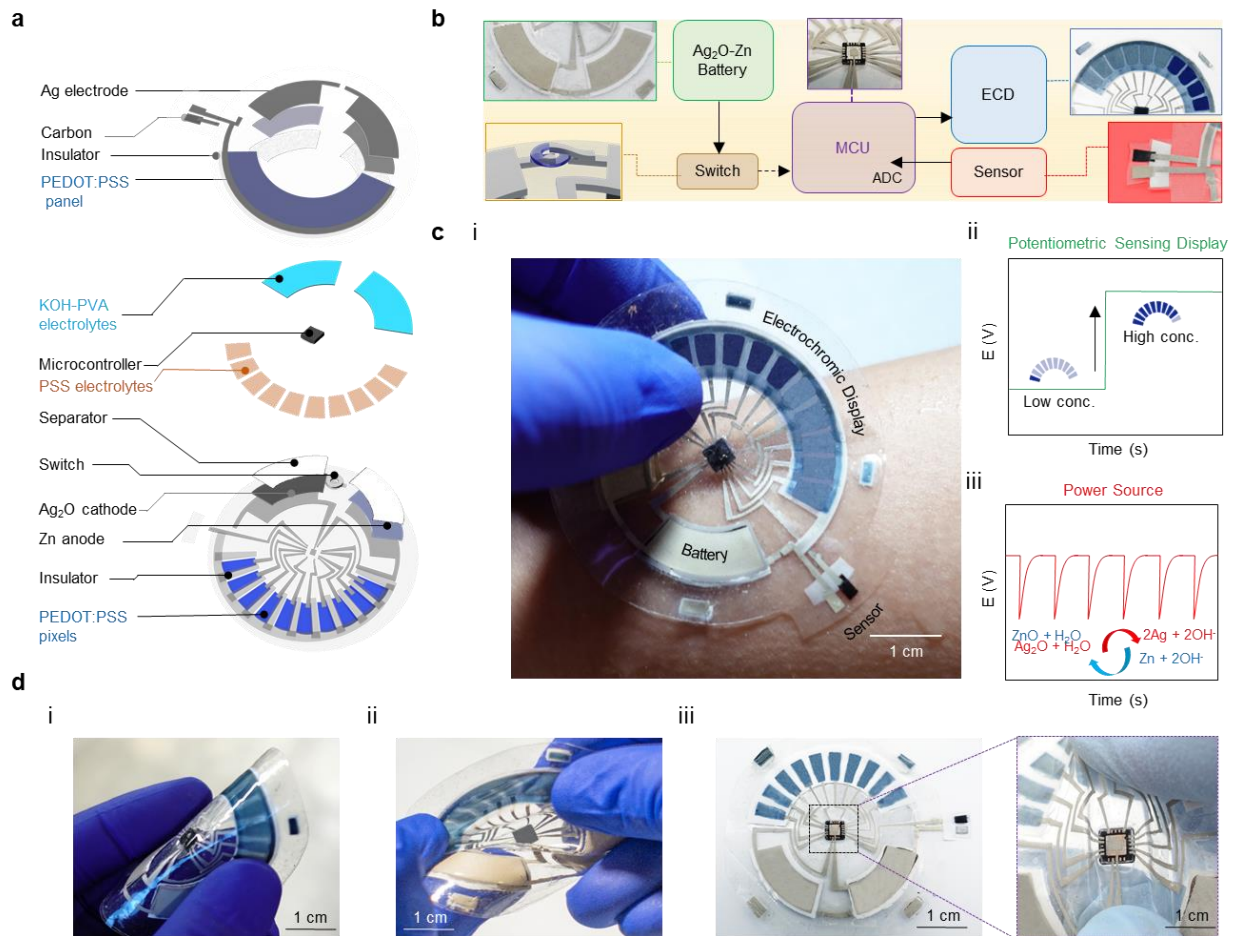 a
Ag electrode
Carbon
Insulator
PEDOT:PSS
panel
KOH-PVA
electrolytes
Microcontroller
PSS electrolytes
Separator
Switch
Ag₂O cathode
Zn anode
Insulator
PEDOT:PSS
pixels
b
Ag₂O-Zn
Battery
Switch
MCU
ADC
ECD
Sensor
c
i
Electrochromic Display
Battery
Sensor
1 cm
ii
Potentiometric Sensing Display
E (V)
High conc.
Low conc.
Time (s)
iii
Power Source
E (V)
ZnO + H₂O
Ag₂O + H₂O
2Ag + 2OH⁻
Zn + 2OH⁻
Time (s)
d
i
1 cm
ii
1 cm
iii
1 cm
1 cm